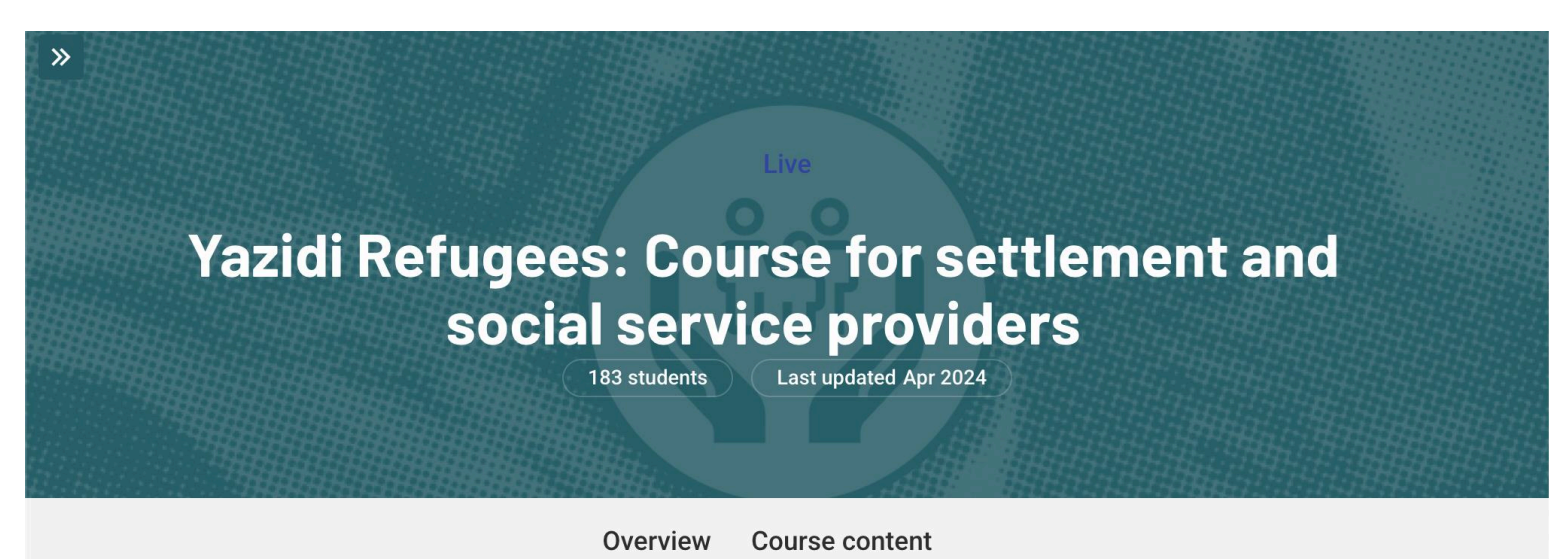 Live
Yazidi Refugees: Course for settlement and
social service providers
183 students Last updated Apr 2024
Overview Course content